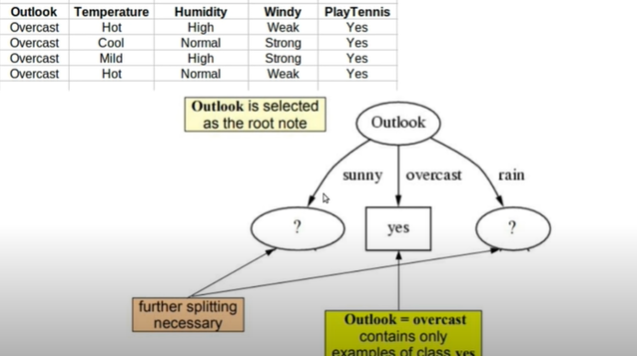 Outlook Temperature Humidity Windy PlayTennis
Overcast Hot High Weak Yes
Overcast Cool Normal Strong Yes
Overcast Mild High Strong Yes
Overcast Hot Normal Weak Yes
Outlook is selected
as the root note
Outlook
sunny overcast rain
? yes ?
further splitting
necessary
Outlook = overcast
contains only
examples of class yes